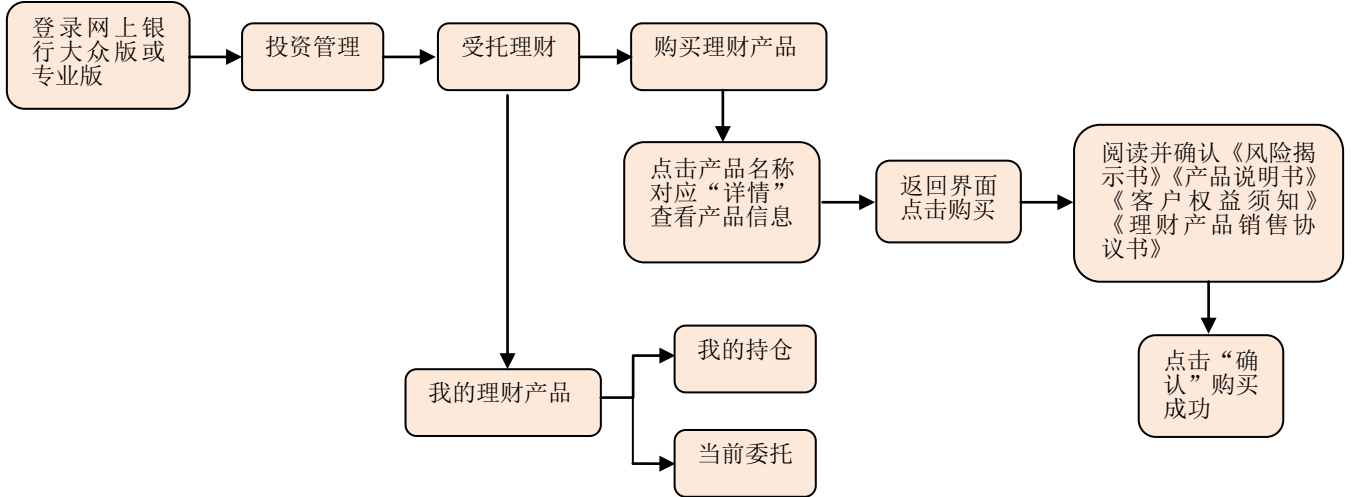 登录网上银
行大众版或
专业版
投资管理
受托理财
购买理财产品
点击产品名称
对应“详情”
查看产品信息
返回界面
点击购买
阅读并确认《风险揭
示书》《产品说明书》
《客户权益须知》
《理财产品销售协
议书》
点击“确
认”购买
成功
我的理财产品
我的持仓
当前委托